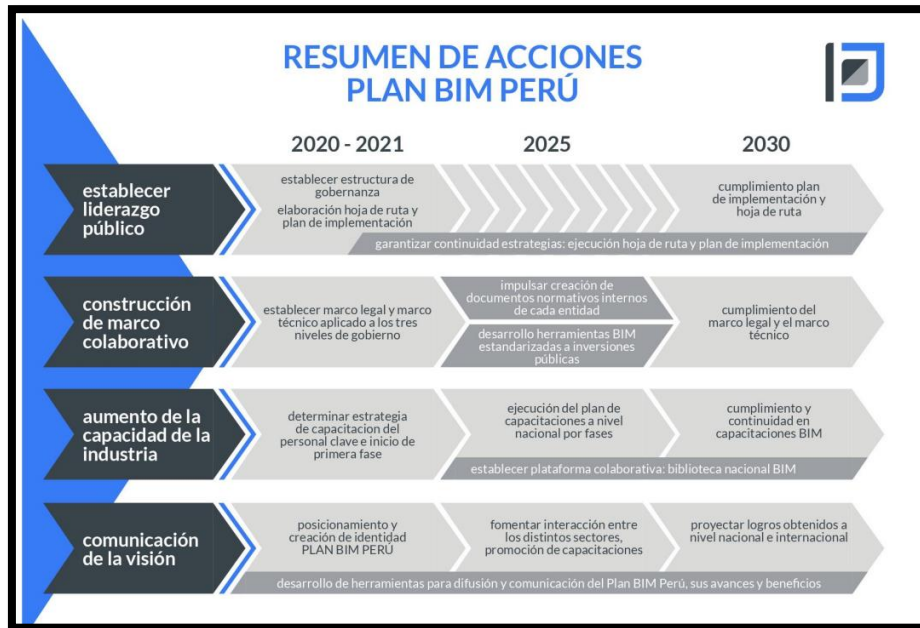 RESUMEN DE ACCIONES
PLAN BIM PERÚ
2020 - 2021
2025
2030
establecer
liderazgo
público
establecer estructura de
gobernanza
elaboración hoja de ruta y
plan de implementación
cumplimiento plan
de implementación y
hoja de ruta
garantizar continuidad estrategias: ejecución hoja de ruta y plan de implementación
construcción
de marco
colaborativo
establecer marco legal y marco
técnico aplicado a los tres
niveles de gobierno
impulsar creación de
documentos normativos internos
de cada entidad
desarrollo herramientas BIM
estandarizadas a inversiones
públicas
cumplimiento del
marco legal y el marco
técnico
aumento de la
capacidad de la
industria
determinar estrategia
de capacitacion del
personal clave e inicio de
primera fase
ejecución del plan de
capacitaciones a nivel
nacional por fases
cumplimiento y
continuidad en
capacitaciones BIM
establecer plataforma colaborativa: biblioteca nacional BIM
comunicación
de la visión
posicionamiento y
creación de identidad
PLAN BIM PERÚ
fomentar interacción entre
los distintos sectores,
promoción de capacitaciones
proyectar logros obtenidos a
nivel nacional e internacional
desarrollo de herramientas para difusión y comunicación del Plan BIM Perú, sus avances y beneficios